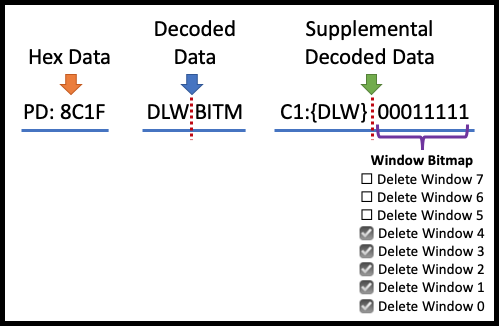 Hex Data
Decoded Data
Supplemental Decoded Data
PD: 8C1F
DLW BITM
C1:{DLW} 00011111
Window Bitmap
☐ Delete Window 7
☐ Delete Window 6
☐ Delete Window 5
☑ Delete Window 4
☑ Delete Window 3
☑ Delete Window 2
☑ Delete Window 1
☑ Delete Window 0